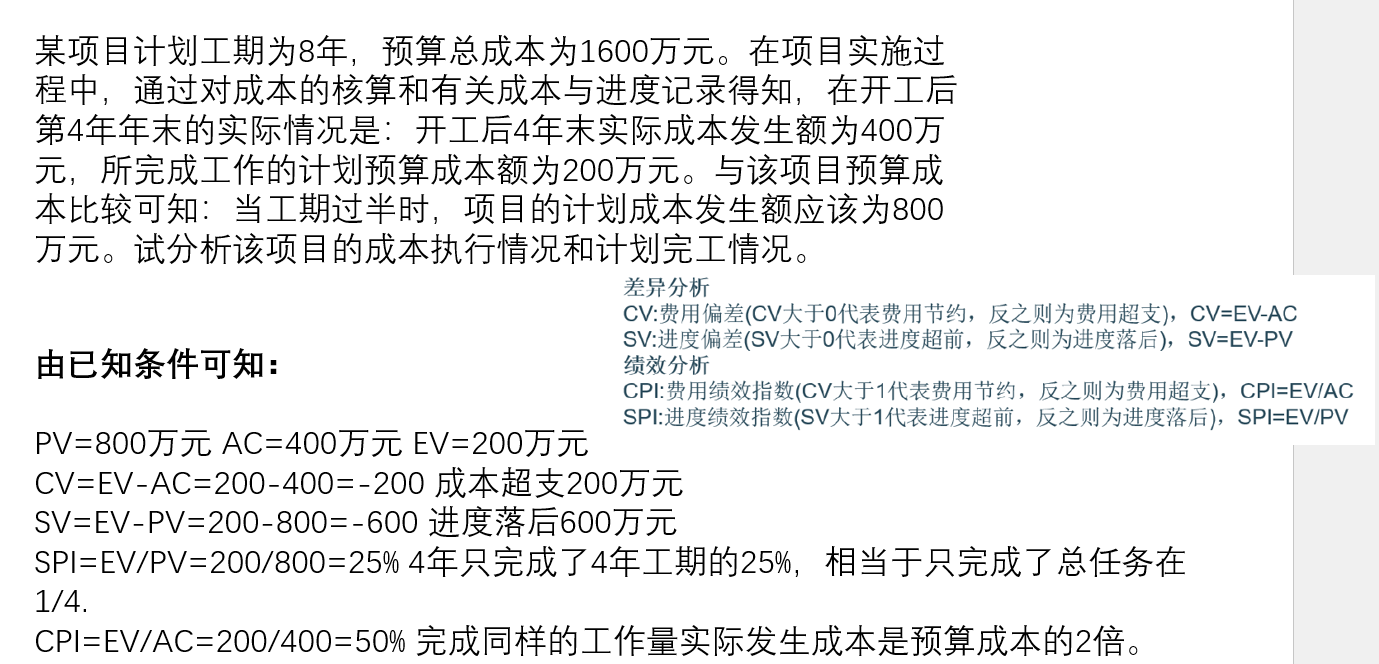 某项目计划工期为8年，预算总成本为1600万元。在项目实施过
程中，通过对成本的核算和有关成本与进度记录得知，在开工后
第4年年末的实际情况是：开工后4年末实际成本发生额为400万
元，所完成工作的计划预算成本额为200万元。与该项目预算成
本比较可知：当工期过半时，项目的计划成本发生额应该为800
万元。试分析该项目的成本执行情况和计划完工情况。
差异分析
CV:费用偏差(CV大于0代表费用节约，反之则为费用超支)，CV=EV-AC
SV:进度偏差(SV大于0代表进度超前，反之则为进度落后)，SV=EV-PV
绩效分析
CPI:费用绩效指数(CV大于1代表费用节约，反之则为费用超支)，CPI=EV/AC
SPI:进度绩效指数(SV大于1代表进度超前，反之则为进度落后)，SPI=EV/PV
由已知条件可知：
PV=800万元 AC=400万元 EV=200万元
CV=EV-AC=200-400=-200 成本超支200万元
SV=EV-PV=200-800=-600 进度落后600万元
SPI=EV/PV=200/800=25% 4年只完成了4年工期的25%，相当于只完成了总任务在
1/4.
CPI=EV/AC=200/400=50% 完成同样的工作量实际发生成本是预算成本的2倍。